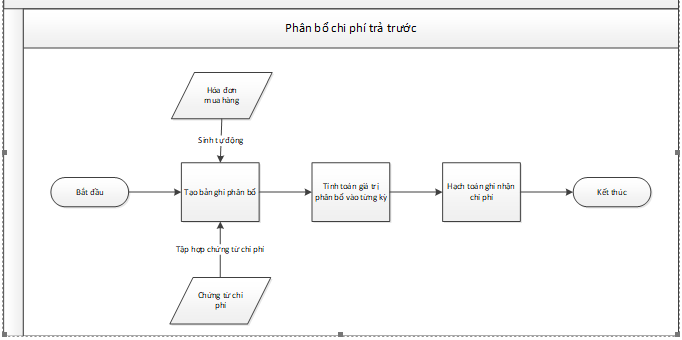 Phân bổ chi phí trả trước
Hóa đơn
mua hàng
Sinh tự động
Bắt đầu
Tạo bản ghi phân bổ
Tính toán giá trị
phân bổ vào từng kỳ
Hạch toán ghi nhận
chi phí
Kết thúc
Tập hợp chứng từ chi phí
Chứng từ chi
phí